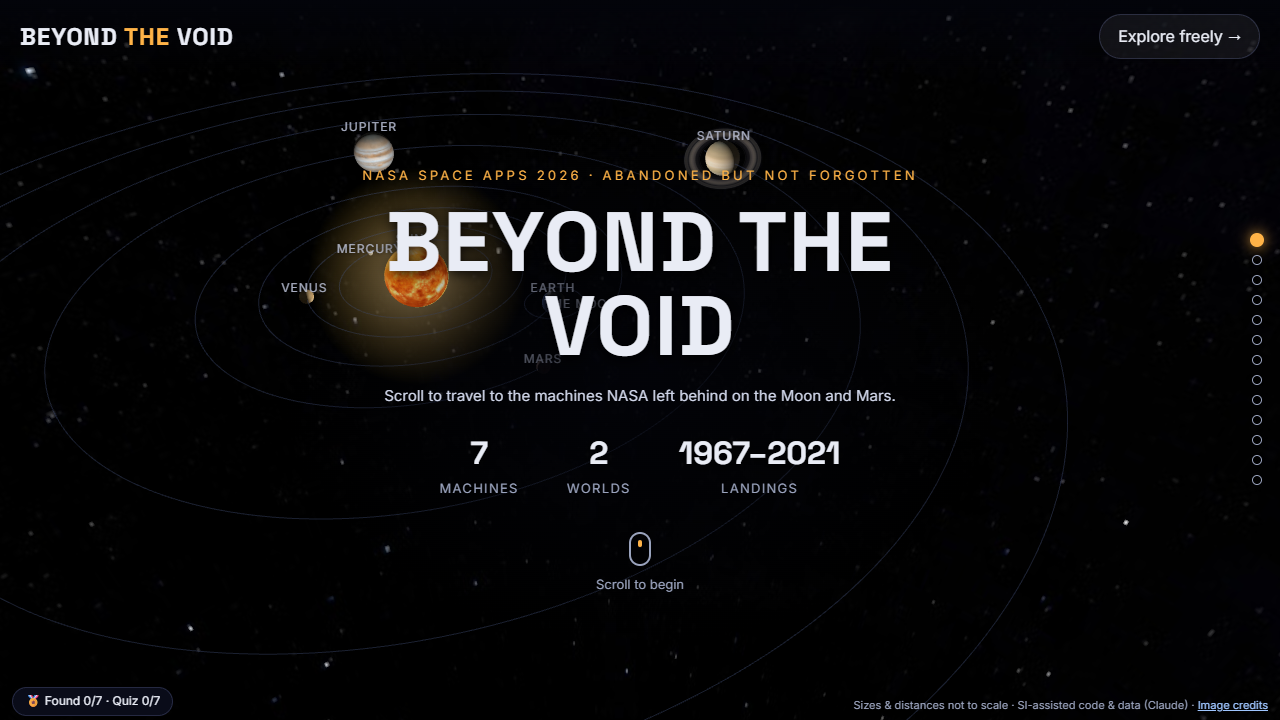 BEYOND THE VOID
Explore freely →
JUPITER
SATURN
NASA SPACE APPS 2026 · ABANDONED BUT NOT FORGOTTEN
BEYOND THE
VOID
MERCURY
VENUS
EARTH
MARS
Scroll to travel to the machines NASA left behind on the Moon and Mars.
7
MACHINES
2
WORLDS
1967–2021
LANDINGS
Scroll to begin
Found 0/7 · Quiz 0/7
Sizes & distances not to scale · SI-assisted code & data (Claude) · Image credits